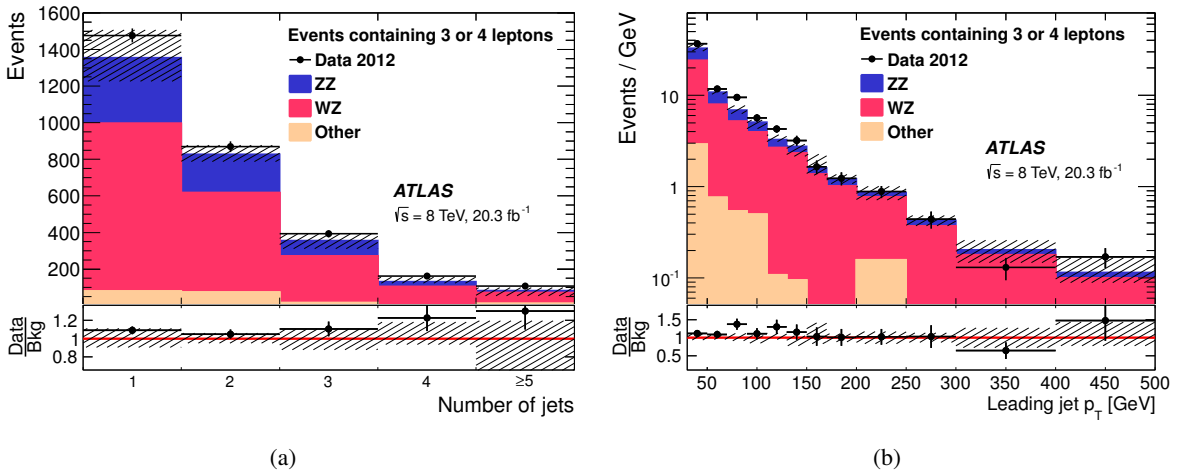 Events
1600
1400
1200
1000
800
600
400
200
Events containing 3 or 4 leptons
Data 2012
ZZ
WZ
Other
ATLAS
√s = 8 TeV, 20.3 fb⁻¹
Data
Bkg
1.2
1
0.8
1 2 3 4 ≥5
Number of jets
(a)
Events / GeV
10
1
10⁻¹
Events containing 3 or 4 leptons
Data 2012
ZZ
WZ
Other
ATLAS
√s = 8 TeV, 20.3 fb⁻¹
Data
Bkg
1.5
1
0.5
50 100 150 200 250 300 350 400 450 500
Leading jet p_T [GeV]
(b)